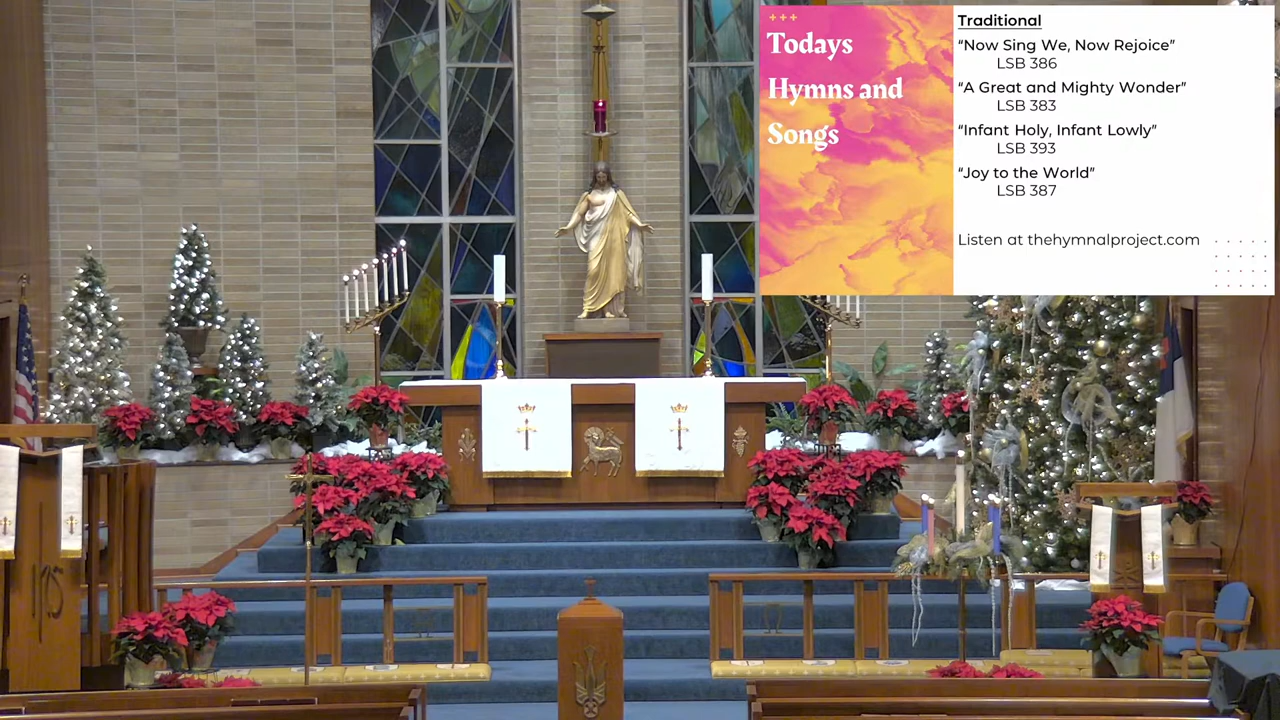 Todays
Hymns and
Songs
Traditional
“Now Sing We, Now Rejoice”
LSB 386
“A Great and Mighty Wonder”
LSB 383
“Infant Holy, Infant Lowly”
LSB 393
“Joy to the World”
LSB 387
Listen at thehymnalproject.com